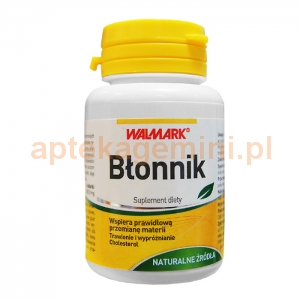 WALMARK®
aptekagemini.pl
Błonnik
Suplement diety
Wspiera prawidłową
przemianę materii
Trawienie i wypróżnianie
Cholesterol
NATURALNE ŹRÓDŁA